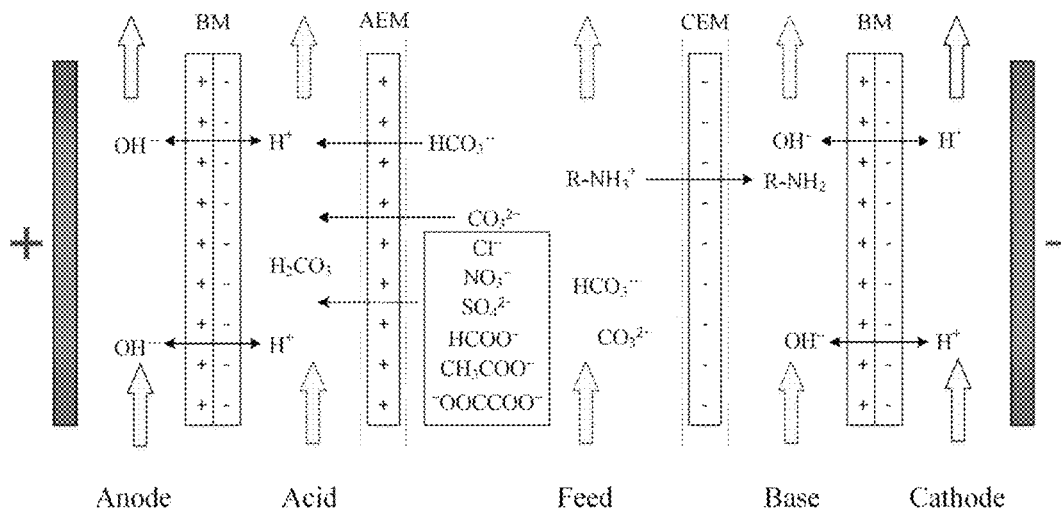 BM AEM CEM BM
+ - + - + -
+ - + - + -
OH⁻ H⁺ HCO₃⁻ OH⁻ H⁺
+ - + - + -
R-NH₃⁺ R-NH₂
+ - + - + -
CO₃²⁻
+ + - + - + - -
Cl⁻
H₂CO₃
NO₃⁻ HCO₃⁻
+ - + - + -
SO₄²⁻
+ - + - + -
OH⁻ H⁺ HCOO⁻ CO₃²⁻ OH⁻ H⁺
+ - + - + -
CH₃COO⁻
+ - + - + -
⁻OOCCOO⁻
Anode Acid Feed Base Cathode